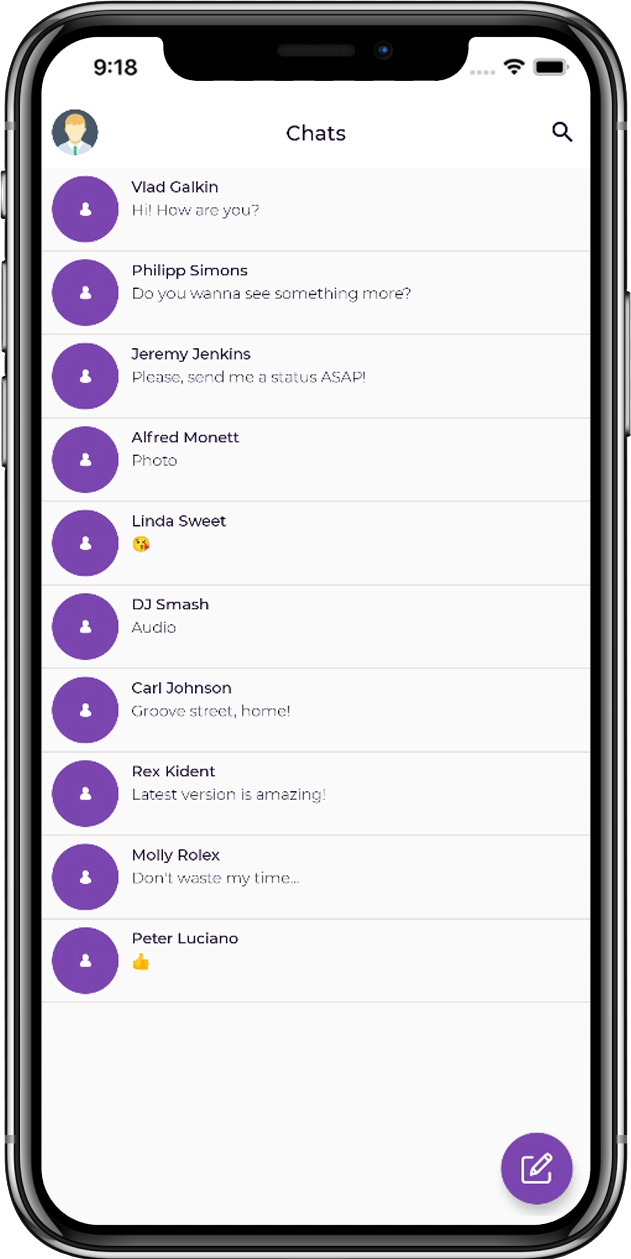 9:18
Chats
Vlad Galkin
Hi! How are you?
Philipp Simons
Do you wanna see something more?
Jeremy Jenkins
Please, send me a status ASAP!
Alfred Monett
Photo
Linda Sweet
😘
DJ Smash
Audio
Carl Johnson
Groove street, home!
Rex Kident
Latest version is amazing!
Molly Rolex
Don't waste my time...
Peter Luciano
👍